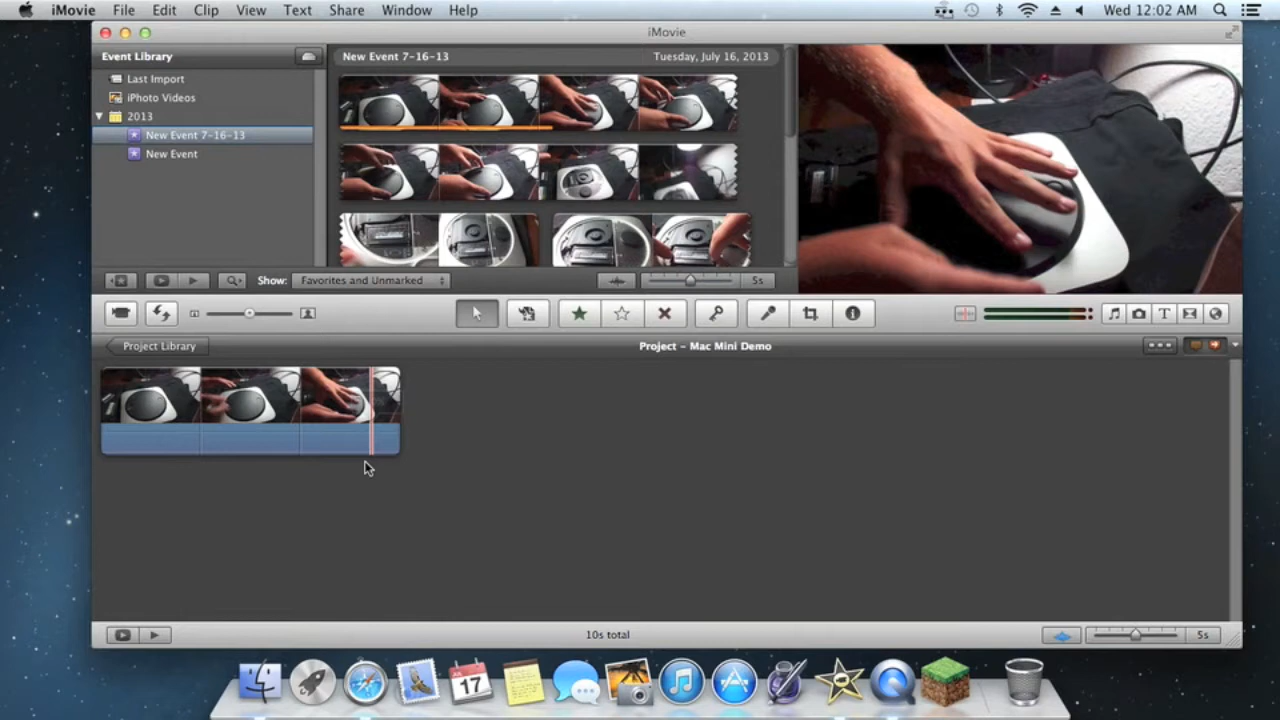 iMovie File Edit Clip View Text Share Window Help Wed 12:02 AM
iMovie
Event Library
New Event 7-16-13 Tuesday, July 16, 2013
Last Import
iPhoto Videos
2013
New Event 7-16-13
New Event
Show: Favorites and Unmarked 5s
Project Library Project - Mac Mini Demo
10s total 5s
JUL
17